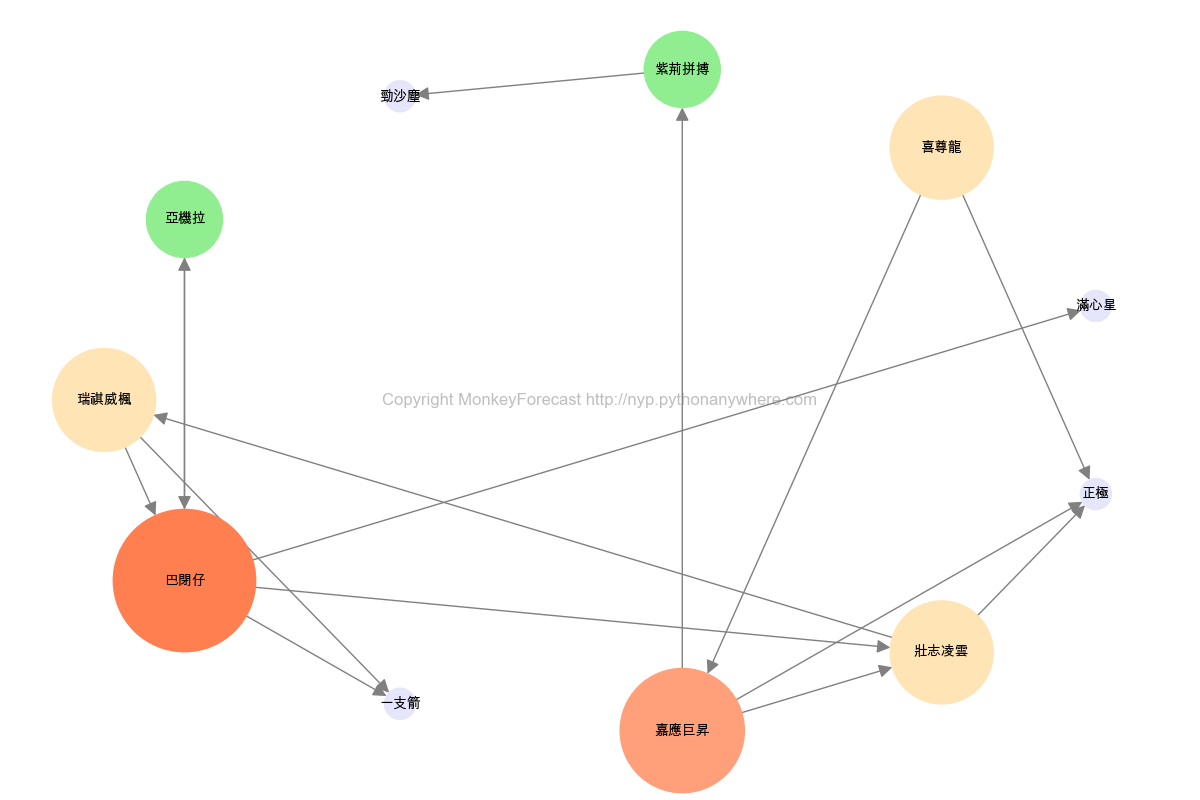 紫荊拼搏
勁沙塵
喜尊龍
亞機拉
滿心星
瑞祺威楓
Copyright MonkeyForecast http://nyp.pythonanywhere.com
正極
巴閉仔
壯志凌雲
一支箭
嘉應巨昇